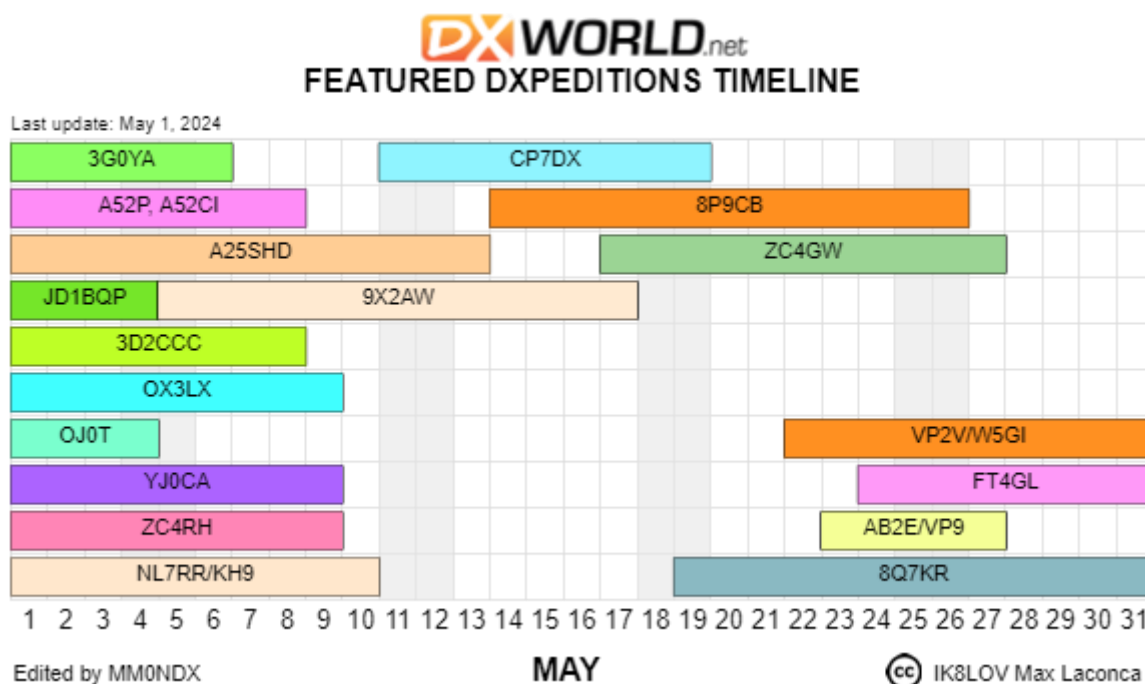 DX WORLD.net
FEATURED DXPEDITIONS TIMELINE
Last update: May 1, 2024
3G0YA CP7DX
A52P, A52CI 8P9CB
A25SHD ZC4GW
JD1BQP 9X2AW
3D2CCC
OX3LX
OJ0T VP2V/W5GI
YJ0CA FT4GL
ZC4RH AB2E/VP9
NL7RR/KH9 8Q7KR
1 2 3 4 5 6 7 8 9 10 11 12 13 14 15 16 17 18 19 20 21 22 23 24 25 26 27 28 29 30 31
Edited by MM0NDX MAY cc IK8LOV Max Laconca